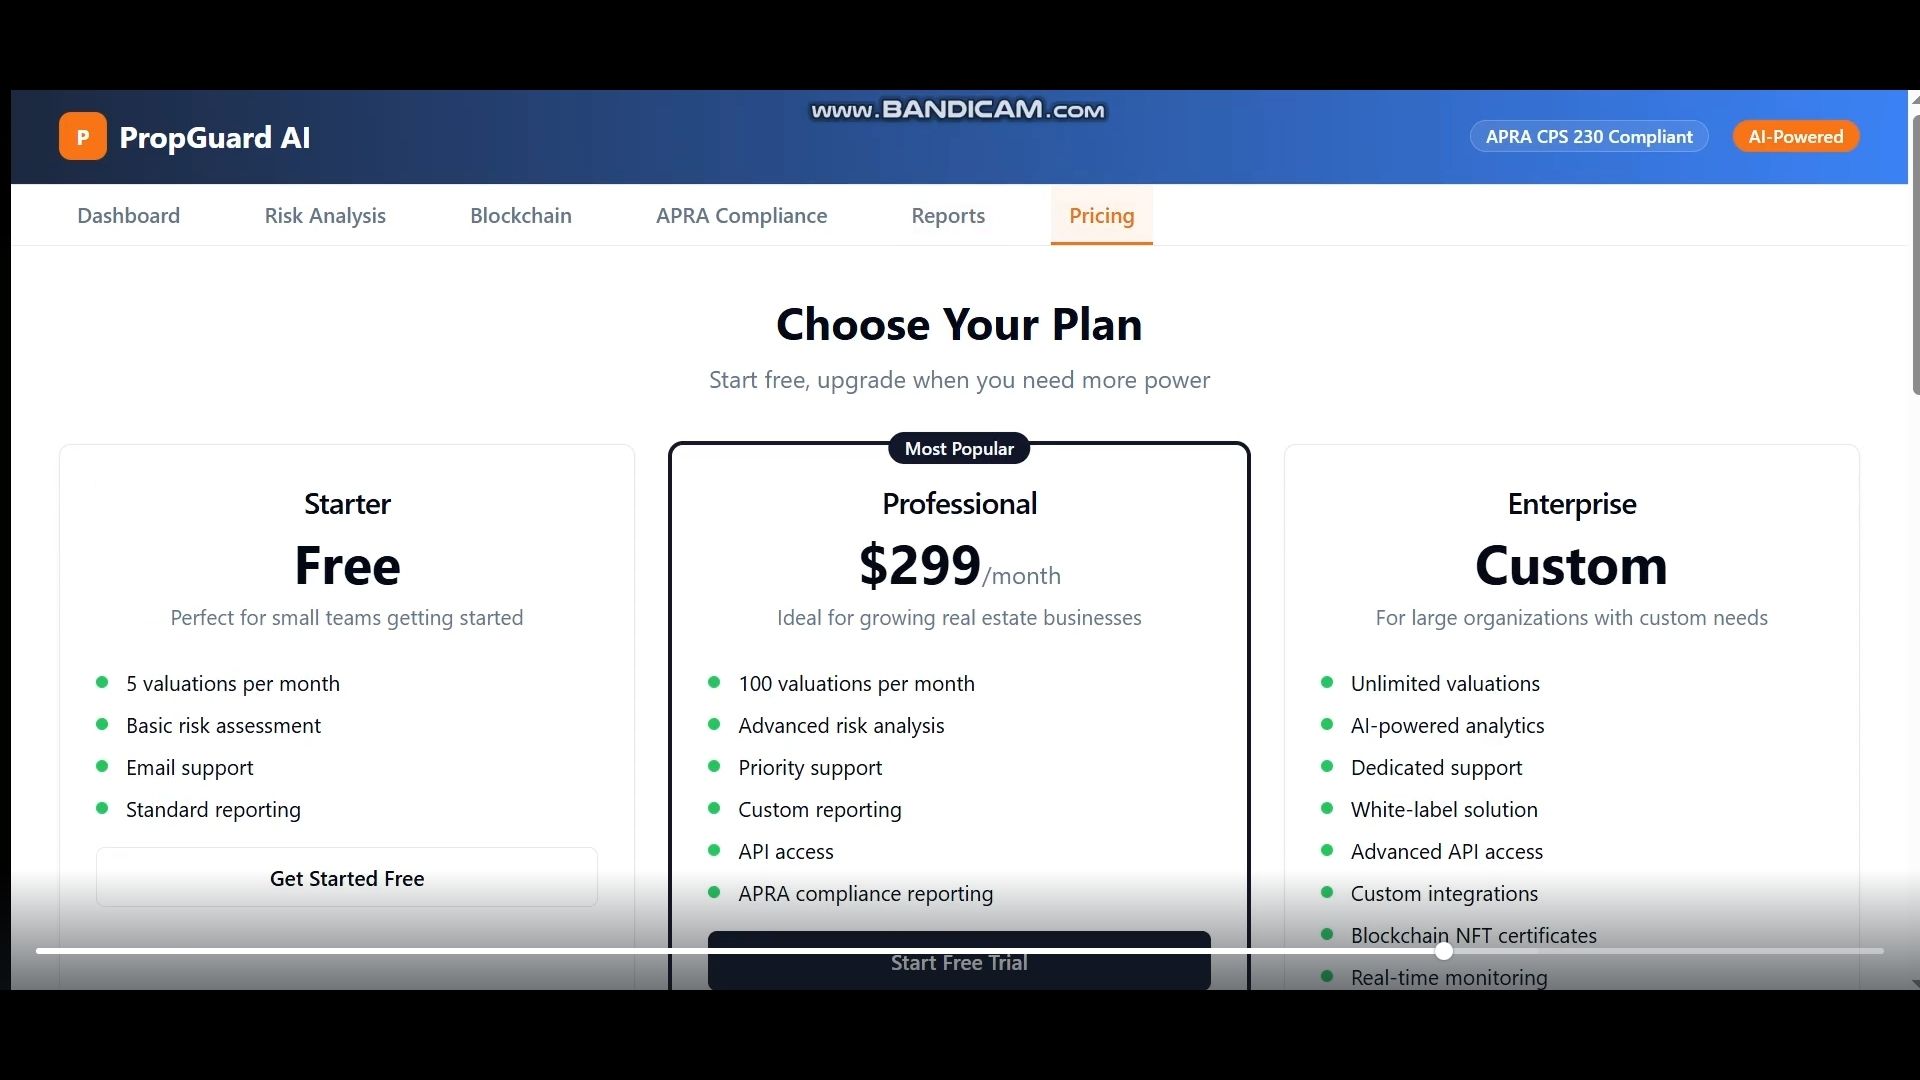 www.BANDICAM.com
P PropGuard AI
APRA CPS 230 Compliant AI-Powered
Dashboard Risk Analysis Blockchain APRA Compliance Reports Pricing
Choose Your Plan
Start free, upgrade when you need more power
Starter
Free
Perfect for small teams getting started
5 valuations per month
Basic risk assessment
Email support
Standard reporting
Get Started Free
Most Popular
Professional
$299/month
Ideal for growing real estate businesses
100 valuations per month
Advanced risk analysis
Priority support
Custom reporting
API access
APRA compliance reporting
Start Free Trial
Enterprise
Custom
For large organizations with custom needs
Unlimited valuations
AI-powered analytics
Dedicated support
White-label solution
Advanced API access
Custom integrations
Blockchain NFT certificates
Real-time monitoring